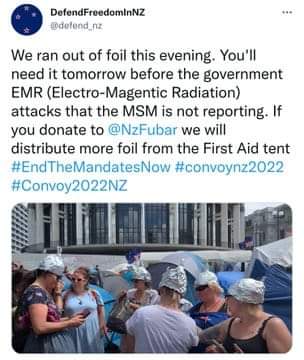 DefendFreedomInNZ
@defend_nz
We ran out of foil this evening. You'll
need it tomorrow before the government
EMR (Electro-Magentic Radiation)
attacks that the MSM is not reporting. If
you donate to @NzFubar we will
distribute more foil from the First Aid tent
#EndTheMandatesNow #convoynz2022
#Convoy2022NZ